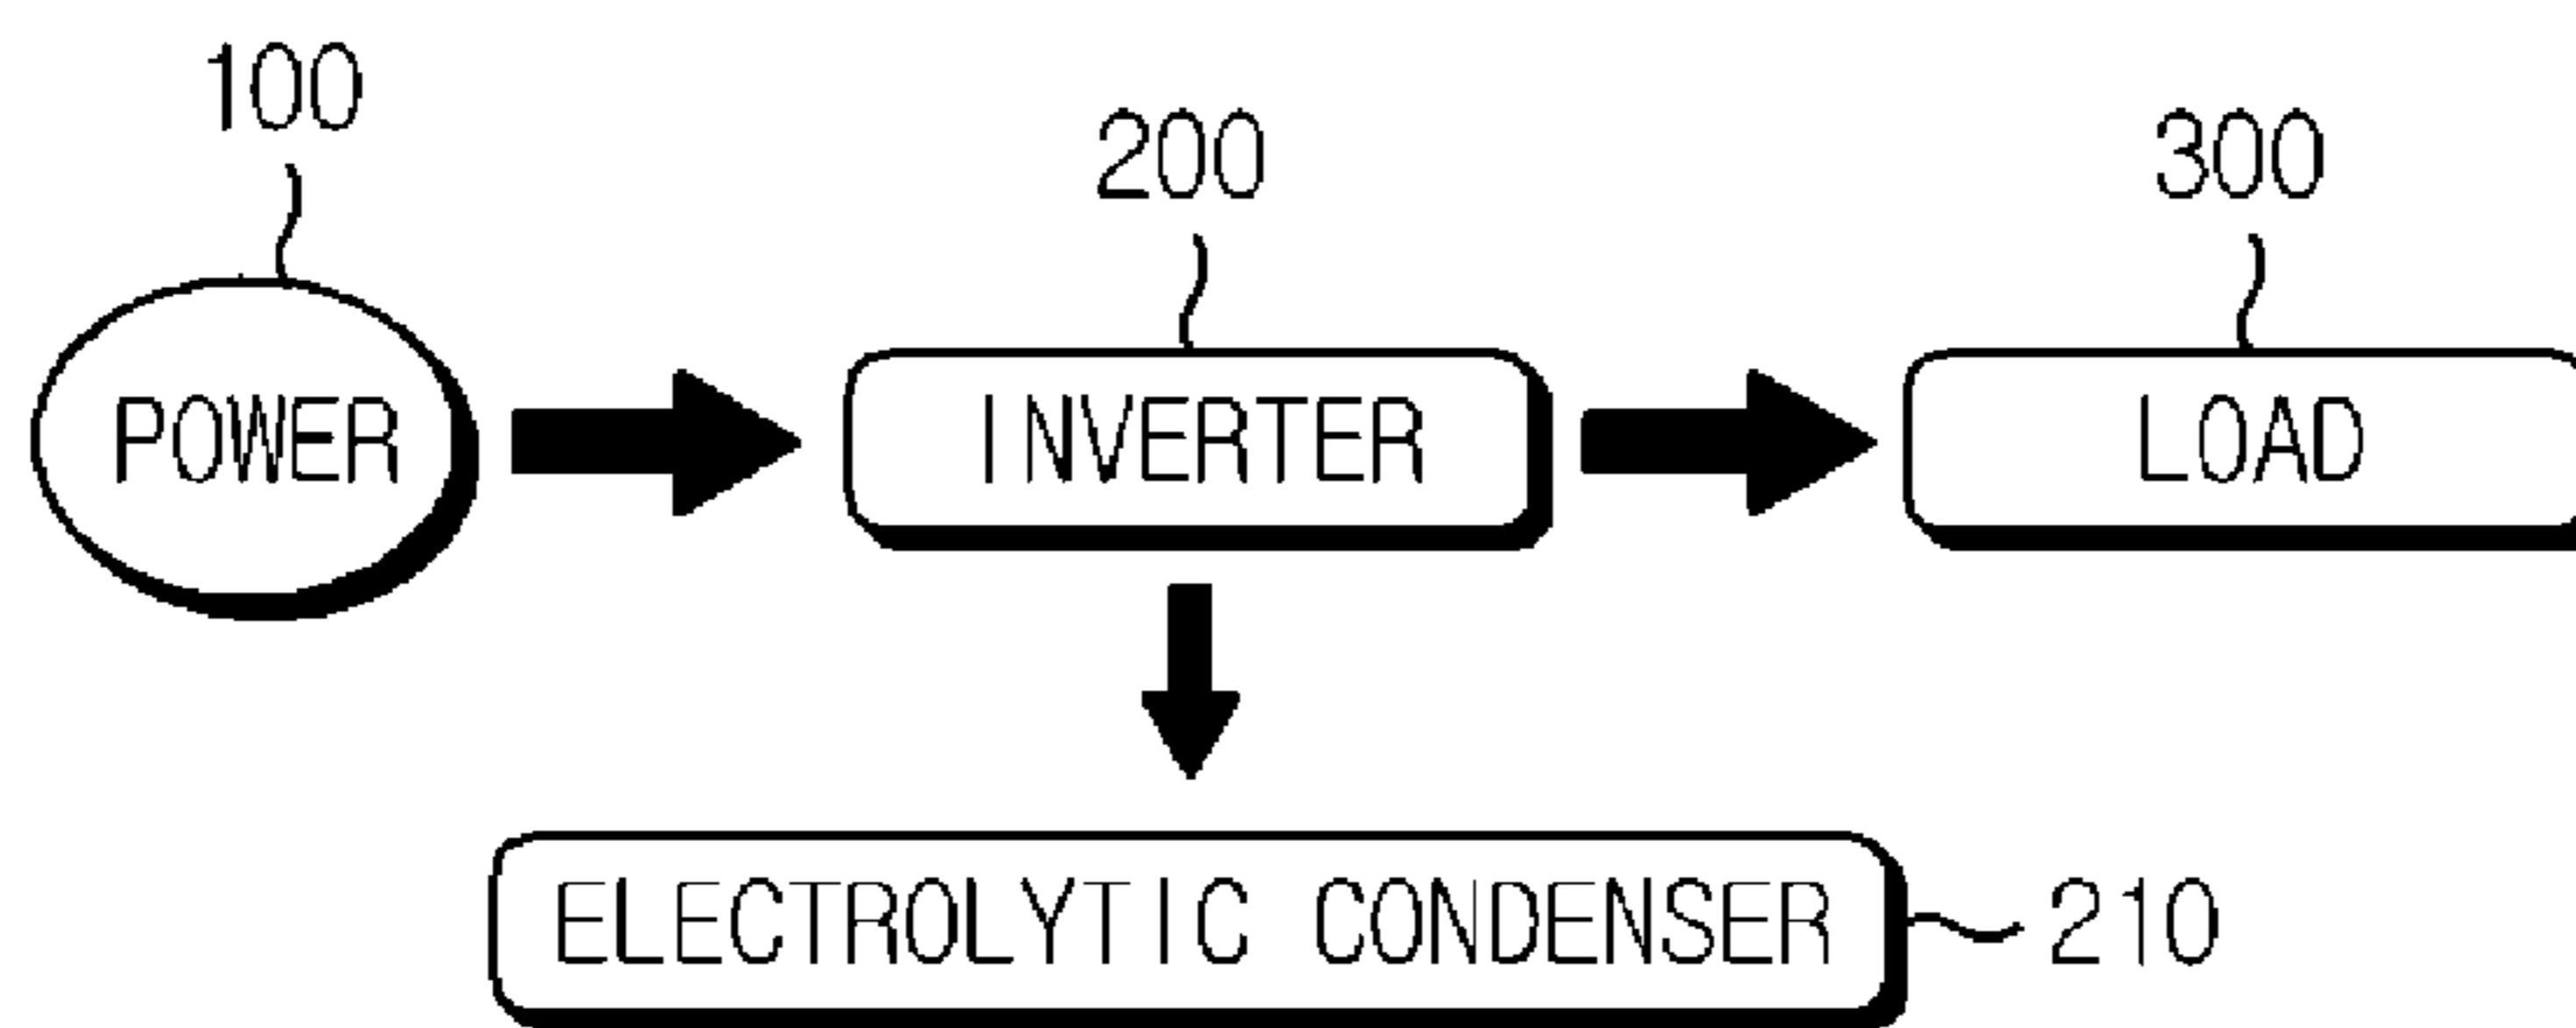 100
200
300
POWER
INVERTER
LOAD
ELECTROLYTIC CONDENSER
210